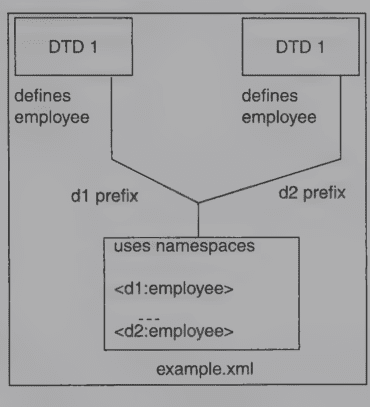 DTD 1
DTD 1
defines
employee
defines
employee
d1 prefix
d2 prefix
uses namespaces
<d1:employee>
---
<d2:employee>
example.xml